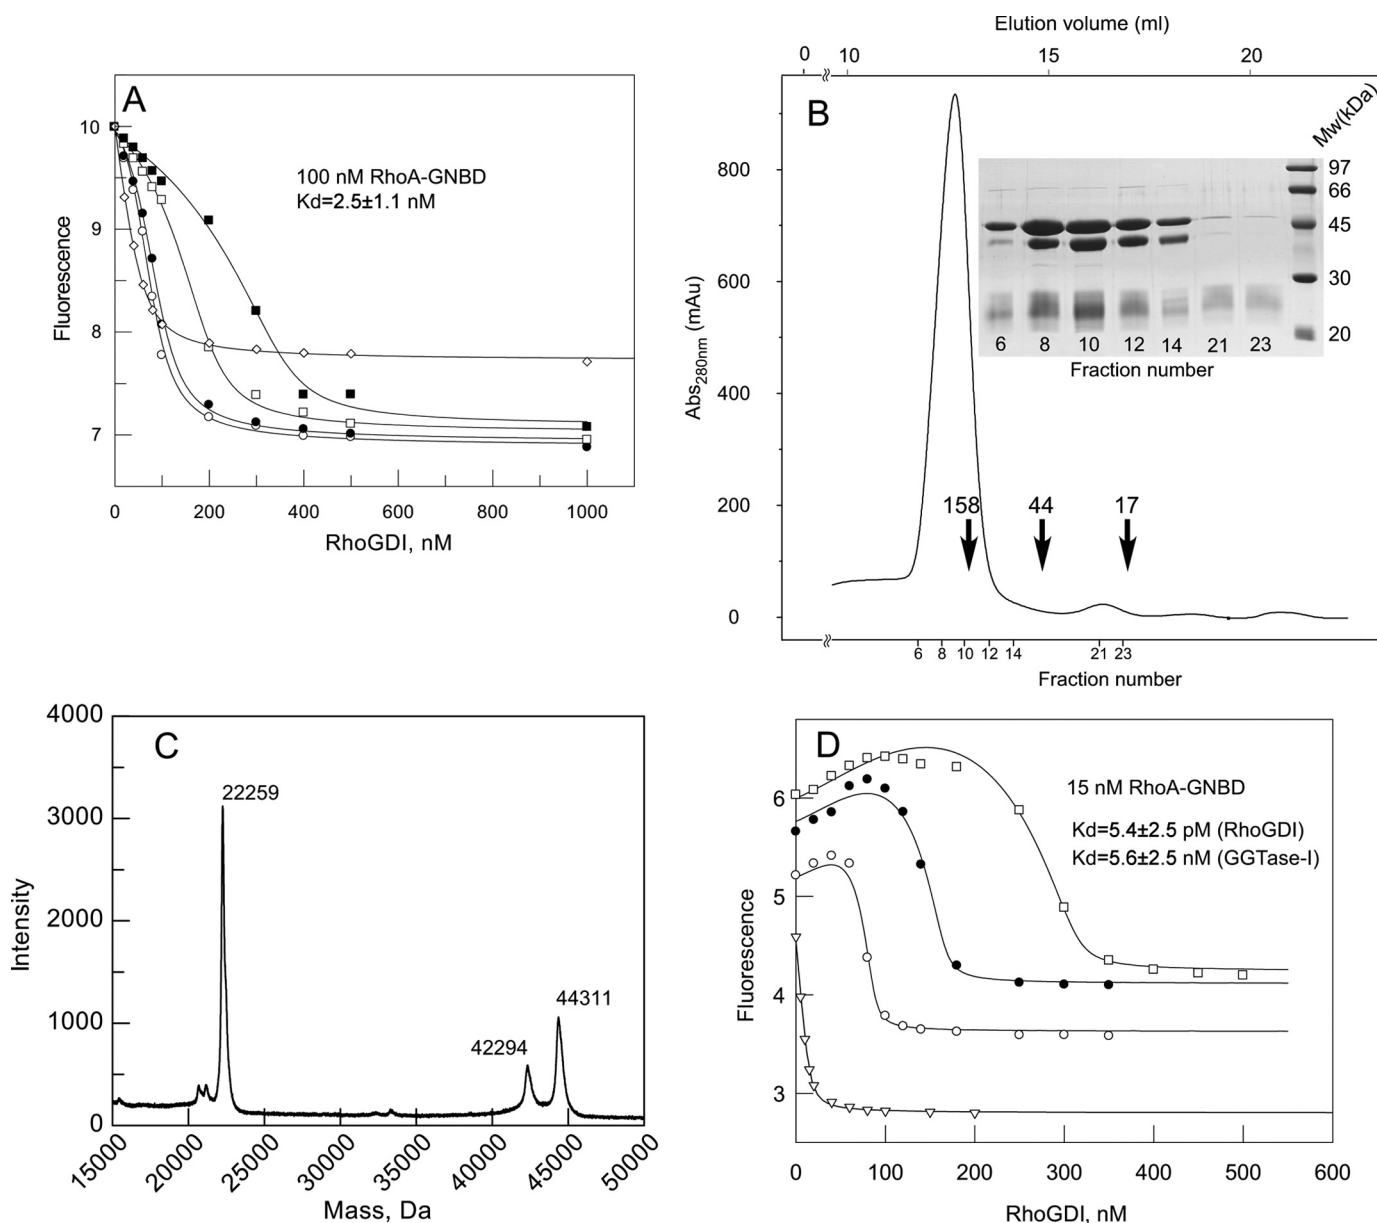 A
100 nM RhoA-GNBD
Kd=2.5±1.1 nM
Fluorescence
10
9
8
7
0 200 400 600 800 1000
RhoGDI, nM
Elution volume (ml)
0 10 15 20
B
Mw(kDa)
97
66
45
30
20
6 8 10 12 14 21 23
Fraction number
Abs280nm (mAu)
800
600
400
200
0
158 44 17
6 8 10 12 14 21 23
Fraction number
C
Intensity
4000
3000
2000
1000
0
22259
42294
44311
15000 20000 25000 30000 35000 40000 45000 50000
Mass, Da
D
15 nM RhoA-GNBD
Kd=5.4±2.5 pM (RhoGDI)
Kd=5.6±2.5 nM (GGTase-I)
Fluorescence
6
5
4
3
0 100 200 300 400 500 600
RhoGDI, nM